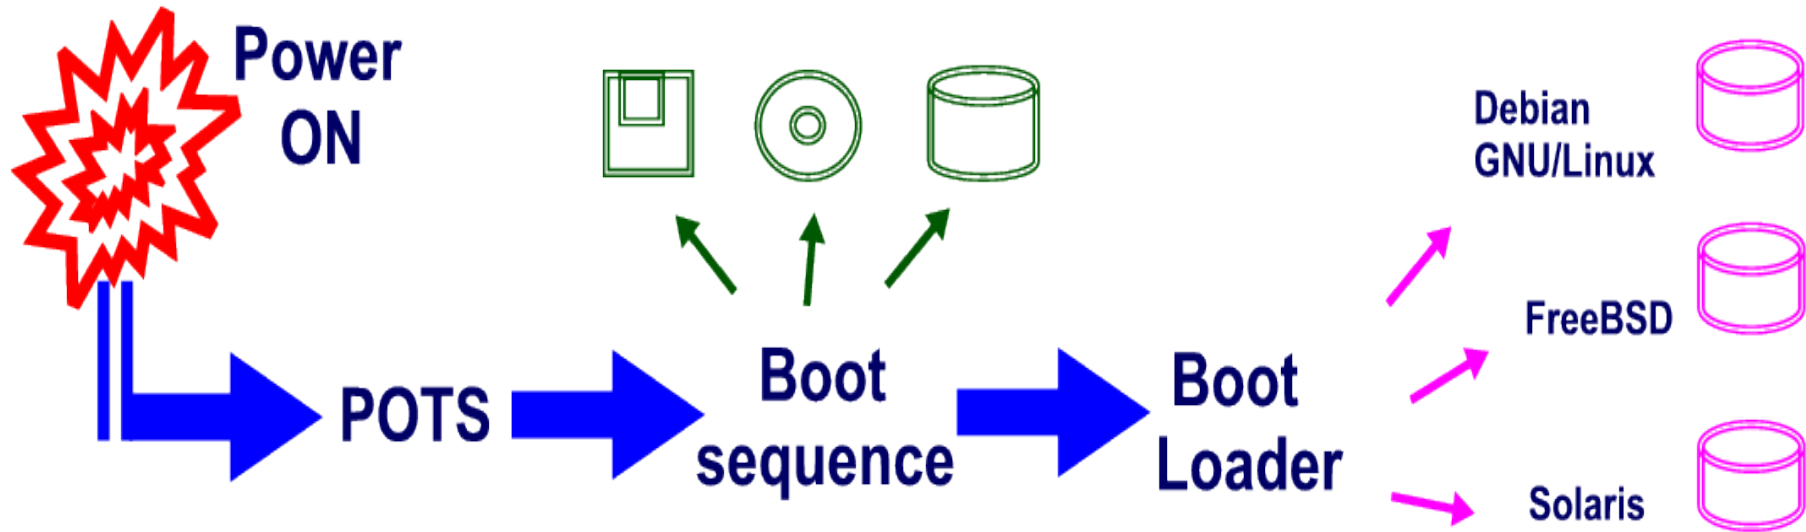 Power
ON
POTS
Boot
sequence
Boot
Loader
Debian
GNU/Linux
FreeBSD
Solaris